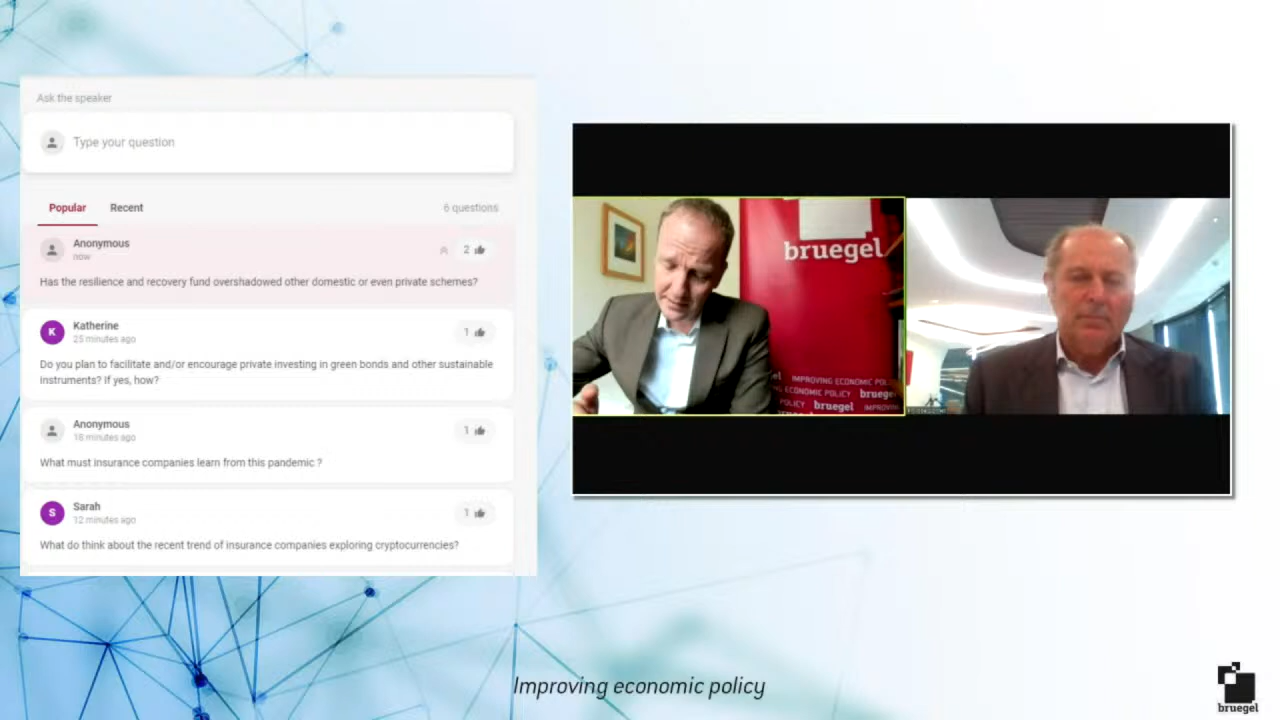 Ask the speaker
Type your question
Popular Recent 6 questions
Anonymous
now
2
Has the resilience and recovery fund overshadowed other domestic or even private schemes?
K
Katherine
25 minutes ago
1
Do you plan to facilitate and/or encourage private investing in green bonds and other sustainable
instruments? If yes, how?
Anonymous
18 minutes ago
1
What must insurance companies learn from this pandemic ?
S
Sarah
12 minutes ago
1
What do think about the recent trend of insurance companies exploring cryptocurrencies?
bruegel
IMPROVING ECONOMIC
ECONOMIC POLICY bruegel
POLICY bruegel
Improving economic policy
bruegel